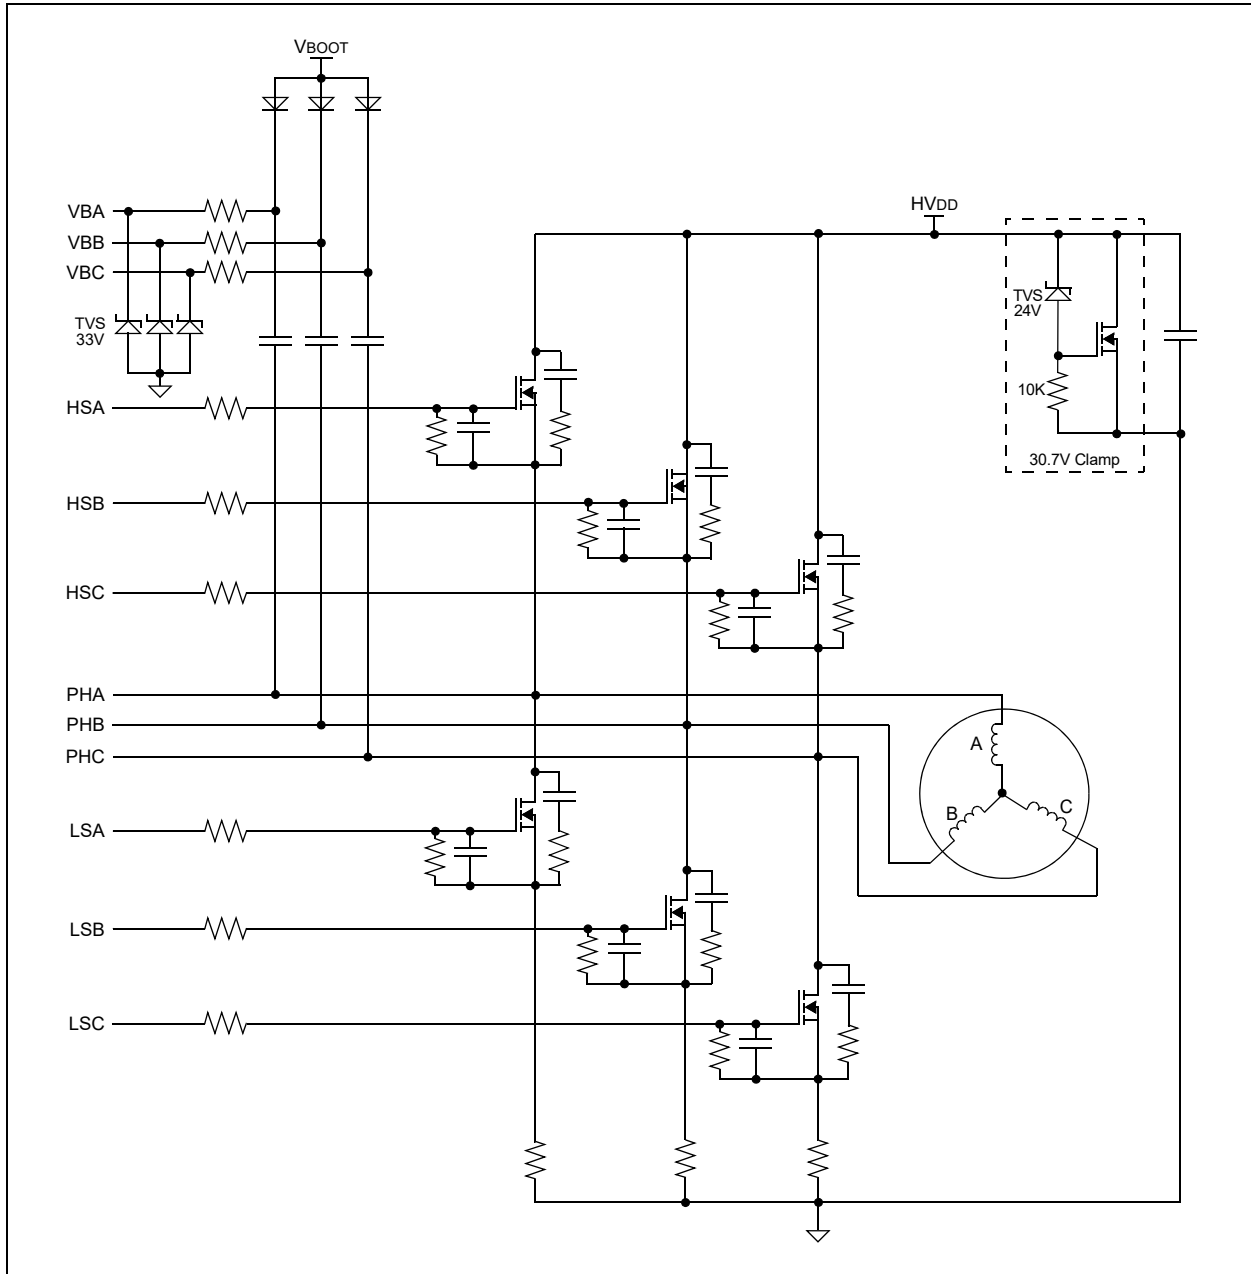 VBOOT
VBA
VBB
VBC
HVDD
TVS
33V
TVS
24V
10K
30.7V Clamp
HSA
HSB
HSC
PHA
PHB
PHC
A
B
C
LSA
LSB
LSC